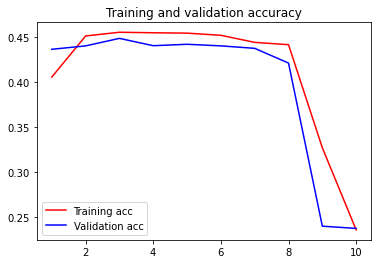 Training and validation accuracy
0.45
0.40
0.35
0.30
0.25
Training acc
Validation acc
2 4 6 8 10